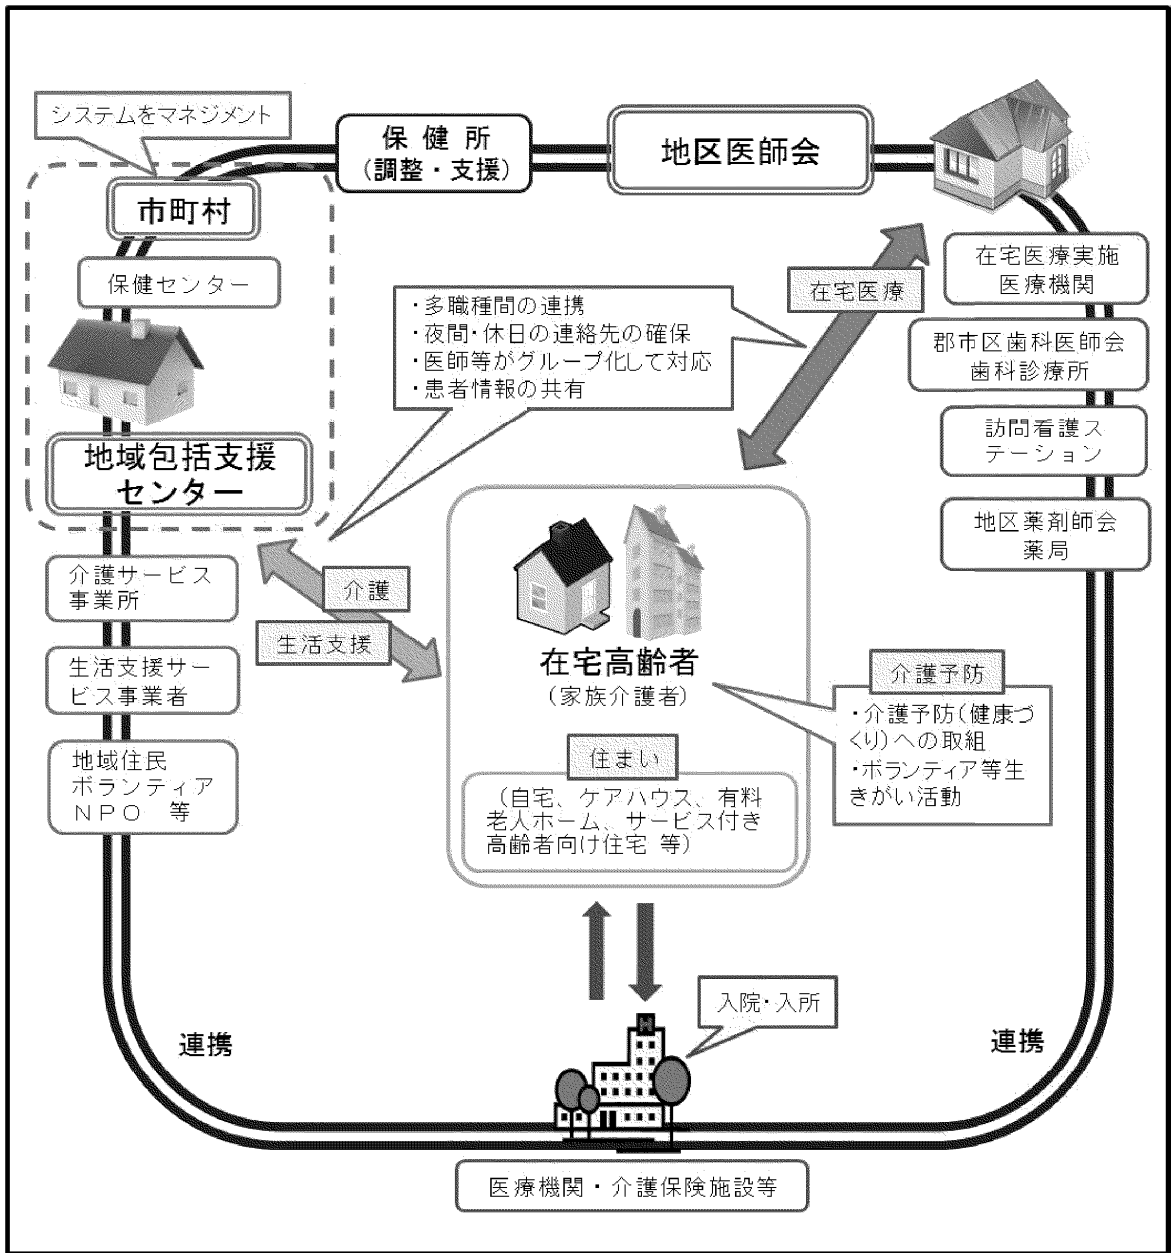 システムをマネジメント
保健所
(調整・支援)
地区医師会
市町村
保健センター
地域包括支援
センター
・多職種間の連携
・夜間・休日の連絡先の確保
・医師等がグループ化して対応
・患者情報の共有
在宅医療
在宅医療実施
医療機関
郡市区歯科医師会
歯科診療所
訪問看護ス
テーション
地区薬剤師会
薬局
介護サービス
事業所
生活支援サー
ビス事業者
地域住民
ボランティア
NPO 等
介護
生活支援
在宅高齢者
(家族介護者)
住まい
(自宅、ケアハウス、有料
老人ホーム、サービス付き
高齢者向け住宅 等)
介護予防
・介護予防(健康づ
くり)への取組
・ボランティア等生
きがい活動
入院・入所
H
連携
連携
医療機関・介護保険施設等